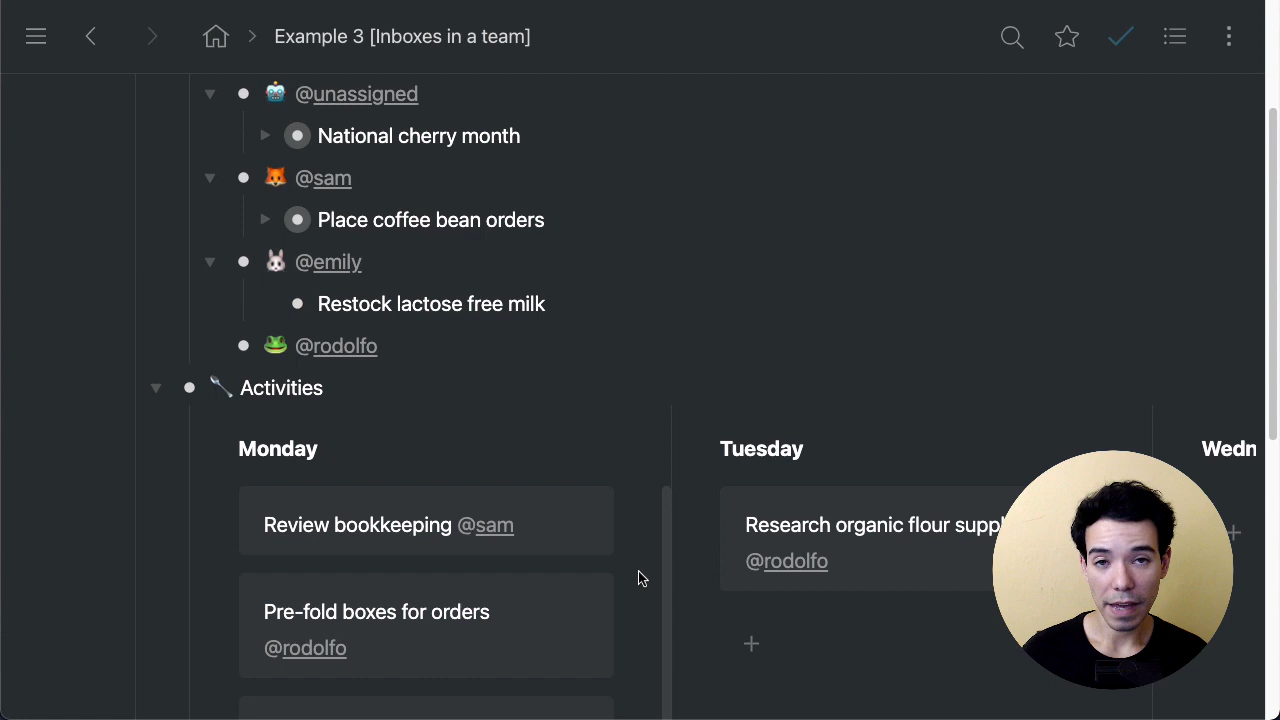 Example 3 [Inboxes in a team]
@unassigned
National cherry month
@sam
Place coffee bean orders
@emily
Restock lactose free milk
@rodolfo
Activities
Monday
Tuesday
Wedn
Review bookkeeping @sam
Research organic flour suppl
@rodolfo
Pre-fold boxes for orders
@rodolfo